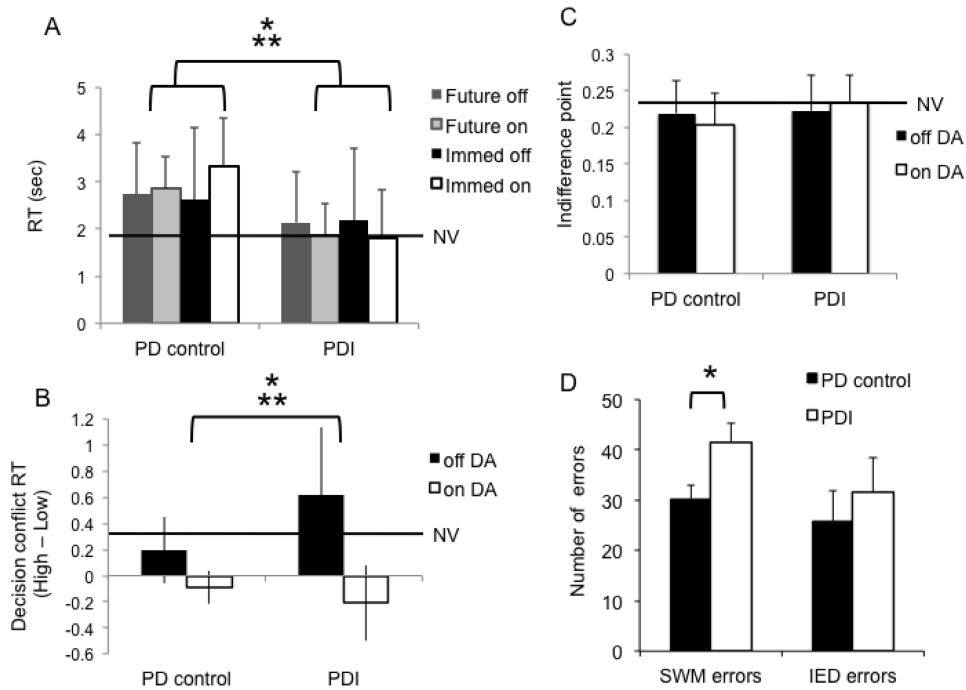 A
*
**
RT (sec)
5
4
3
2
1
0
Future off
Future on
Immed off
Immed on
NV
PD control
PDI
B
*
**
Decision conflict RT
(High – Low)
1.2
1
0.8
0.6
0.4
0.2
0
-0.2
-0.4
-0.6
off DA
on DA
NV
PD control
PDI
C
Indifference point
0.3
0.25
0.2
0.15
0.1
0.05
0
NV
off DA
on DA
PD control
PDI
D
*
PD control
PDI
Number of errors
50
40
30
20
10
0
SWM errors
IED errors